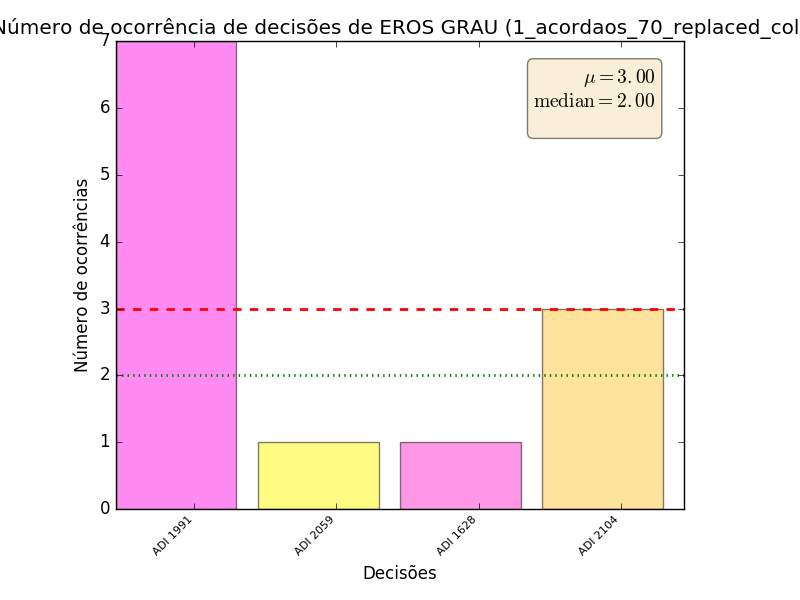 Número de ocorrência de decisões de EROS GRAU (1_acordaos_70_replaced_col
μ = 3.00
median = 2.00
7
6
5
4
3
2
1
0
Número de ocorrências
ADI 1991
ADI 2059
ADI 1628
ADI 2104
Decisões